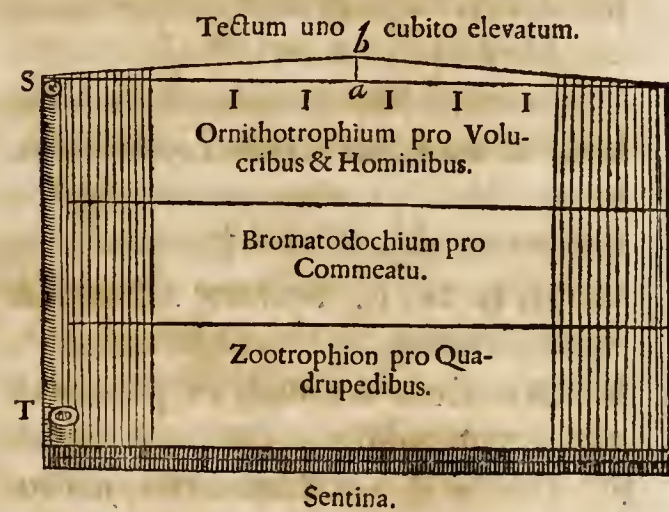 Tectum uno cubito elevatum.
b
S
a
I I I I I
Ornithotrophium pro Volu-
cribus & Hominibus.
Bromatodochium pro
Commeatu.
Zootrophion pro Qua-
drupedibus.
T
Sentina.